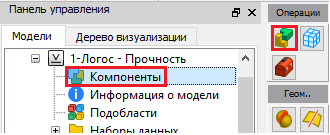 Панель управления
Модели
Дерево визуализации
1-Логос - Прочность
Компоненты
Информация о модели
Подобласти
Наборы данных
Операции
Геом..